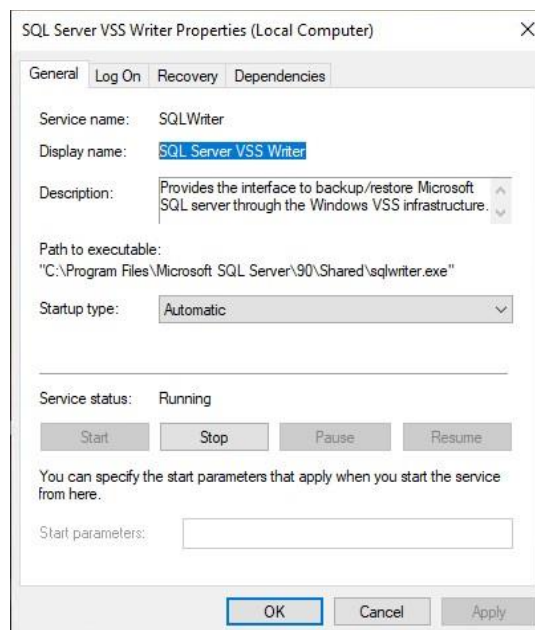 SQL Server VSS Writer Properties (Local Computer)
General Log On Recovery Dependencies
Service name: SQLWriter
Display name: SQL Server VSS Writer
Description: Provides the interface to backup/restore Microsoft
SQL server through the Windows VSS infrastructure.
Path to executable:
"C:\Program Files\Microsoft SQL Server\90\Shared\sqlwriter.exe"
Startup type: Automatic
Service status: Running
Start Stop Pause Resume
You can specify the start parameters that apply when you start the service
from here.
Start parameters:
OK Cancel Apply